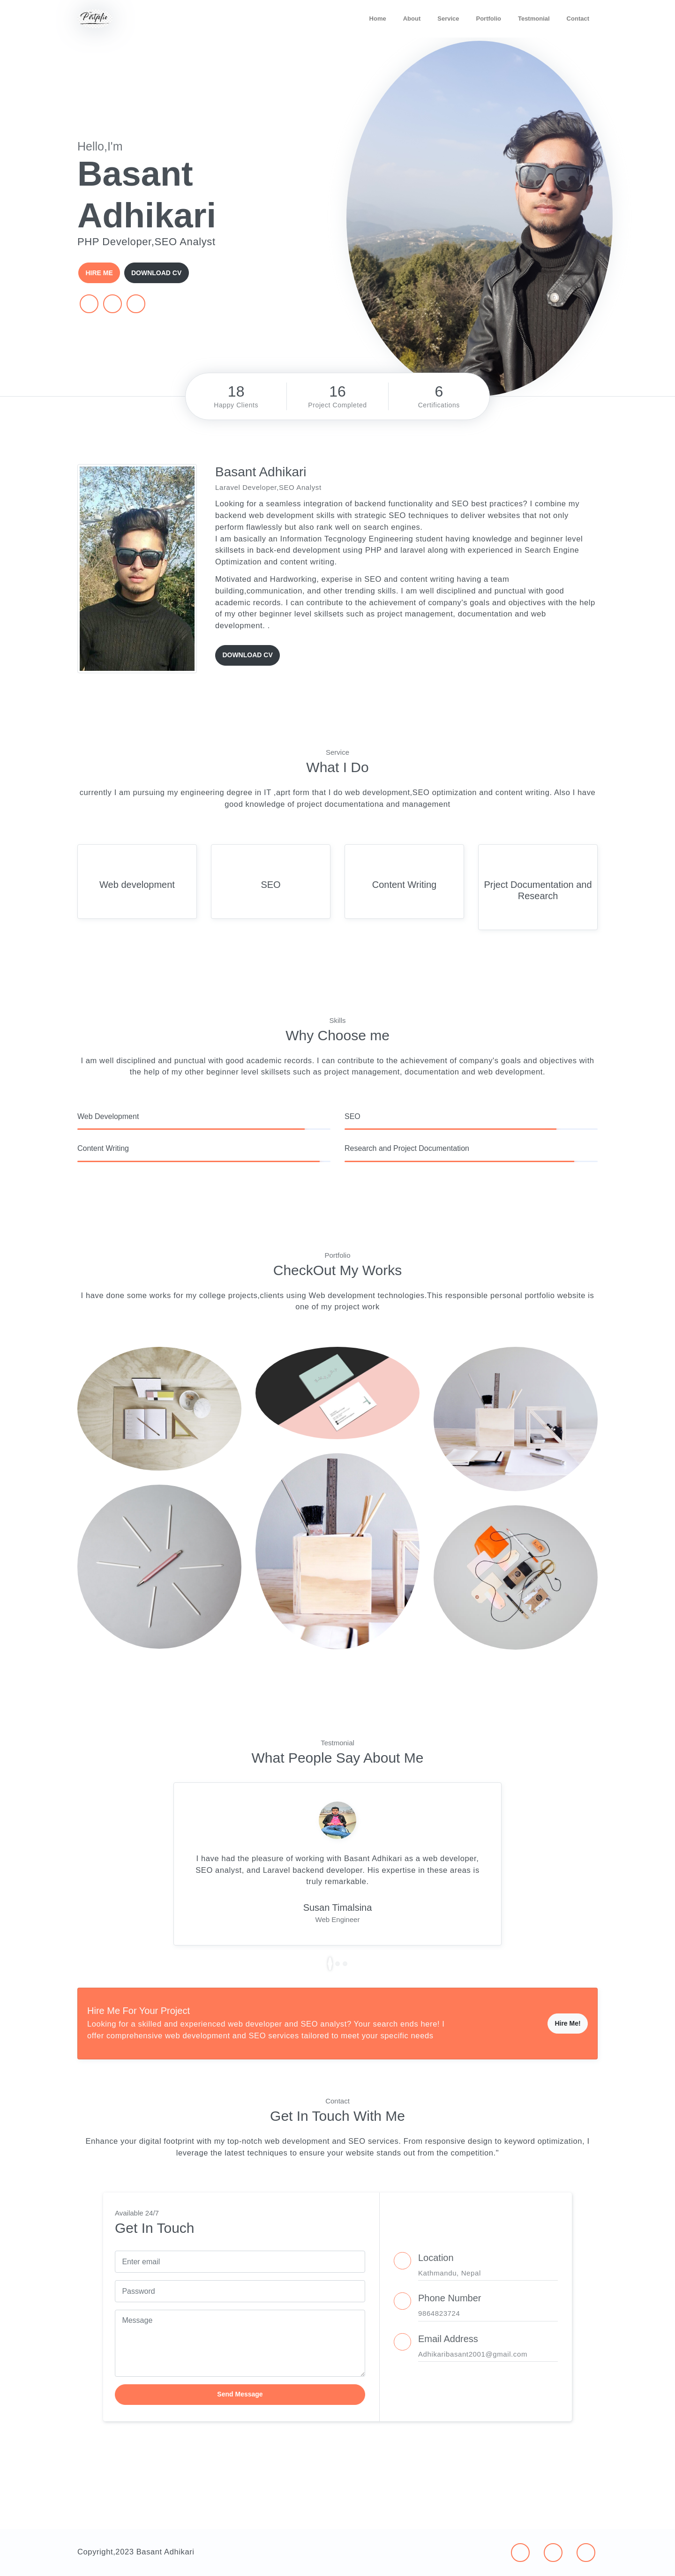 Portfolio
Home About Service Portfolio Testmonial Contact
Hello,I'm
Basant
Adhikari
PHP Developer,SEO Analyst
HIRE ME DOWNLOAD CV
18 16 6
Happy Clients Project Completed Certifications
Basant Adhikari
Laravel Developer,SEO Analyst
Looking for a seamless integration of backend functionality and SEO best practices? I combine my
backend web development skills with strategic SEO techniques to deliver websites that not only
perform flawlessly but also rank well on search engines.
I am basically an Information Tecgnology Engineering student having knowledge and beginner level
skillsets in back-end development using PHP and laravel along with experienced in Search Engine
Optimization and content writing.
Motivated and Hardworking, experise in SEO and content writing having a team
building,communication, and other trending skills. I am well disciplined and punctual with good
academic records. I can contribute to the achievement of company's goals and objectives with the help
of my other beginner level skillsets such as project management, documentation and web
development. .
DOWNLOAD CV
Service
What I Do
currently I am pursuing my engineering degree in IT ,aprt form that I do web development,SEO optimization and content writing. Also I have
good knowledge of project documentationa and management
Web development
SEO
Content Writing
Prject Documentation and
Research
Skills
Why Choose me
I am well disciplined and punctual with good academic records. I can contribute to the achievement of company's goals and objectives with
the help of my other beginner level skillsets such as project management, documentation and web development.
Web Development SEO
Content Writing Research and Project Documentation
Portfolio
CheckOut My Works
I have done some works for my college projects,clients using Web development technologies.This responsible personal portfolio website is
one of my project work
Testmonial
What People Say About Me
I have had the pleasure of working with Basant Adhikari as a web developer,
SEO analyst, and Laravel backend developer. His expertise in these areas is
truly remarkable.
Susan Timalsina
Web Engineer
Hire Me For Your Project
Looking for a skilled and experienced web developer and SEO analyst? Your search ends here! I
offer comprehensive web development and SEO services tailored to meet your specific needs
Hire Me!
Contact
Get In Touch With Me
Enhance your digital footprint with my top-notch web development and SEO services. From responsive design to keyword optimization, I
leverage the latest techniques to ensure your website stands out from the competition."
Available 24/7
Get In Touch
Enter email
Password
Message
Send Message
Location
Kathmandu, Nepal
Phone Number
9864823724
Email Address
Adhikaribasant2001@gmail.com
Copyright,2023 Basant Adhikari